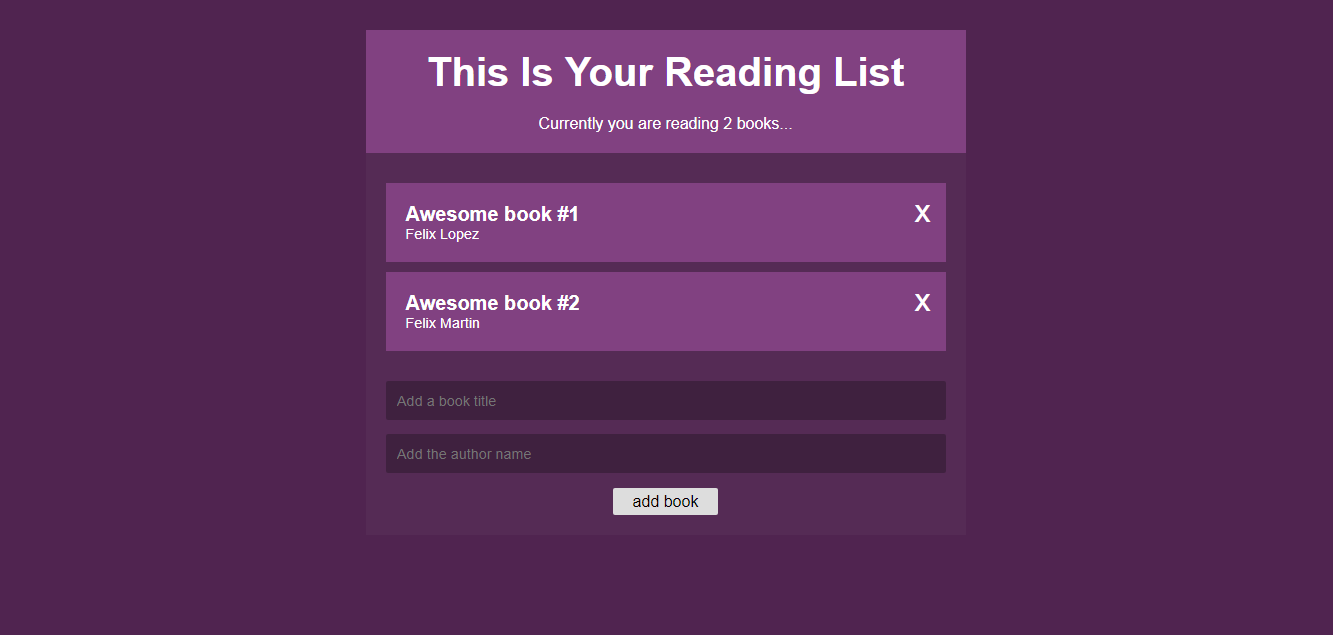 This Is Your Reading List
Currently you are reading 2 books...
Awesome book #1
X
Felix Lopez
Awesome book #2
X
Felix Martin
Add a book title
Add the author name
add book